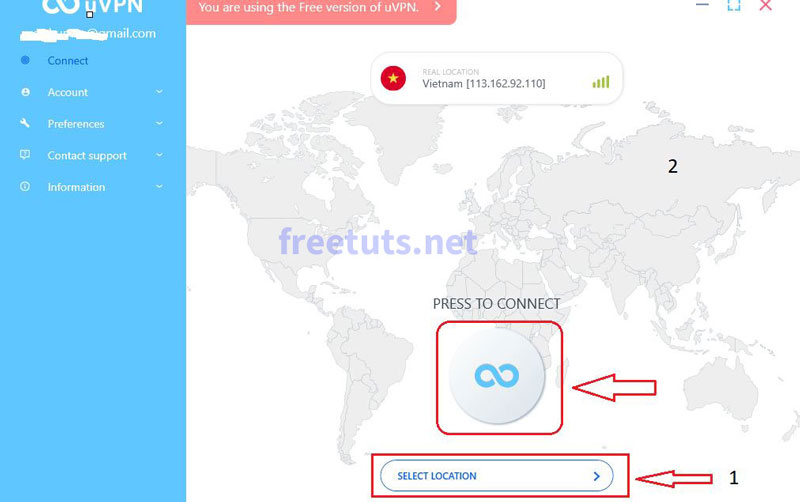 uVPN
You are using the Free version of uVPN.
@gmail.com
Connect
REAL LOCATION
Vietnam [113.162.92.110]
Account
Preferences
Contact support
Information
2
freetuts.net
PRESS TO CONNECT
SELECT LOCATION
1